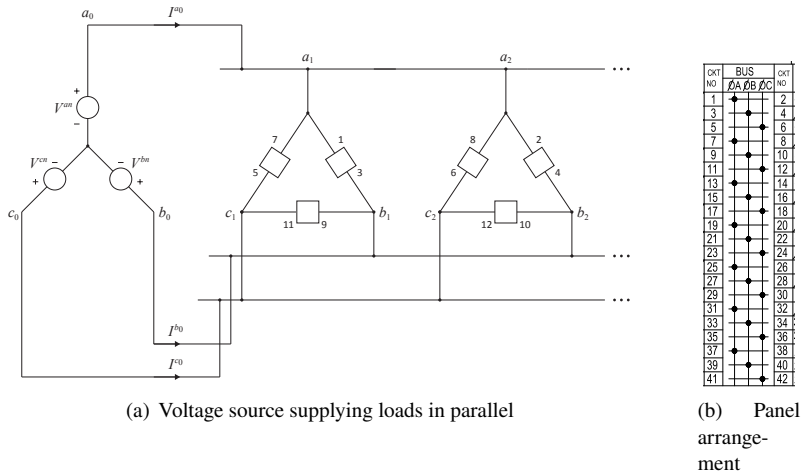 a₀ I^{a₀}
a₁ a₂
+ V^{an} −
V^{cn} − +
− V^{bn} +
c₀ b₀
7 1 5 3
8 2 6 4
c₁ 11 9 b₁
c₂ 12 10 b₂
...
...
...
I^{b₀}
I^{c₀}
(a) Voltage source supplying loads in parallel
CKT NO BUS CKT NO
ØA ØB ØC
1 2
3 4
5 6
7 8
9 10
11 12
13 14
15 16
17 18
19 20
21 22
23 24
25 26
27 28
29 30
31 32
33 34
35 36
37 38
39 40
41 42
(b) Panel
arrange-
ment